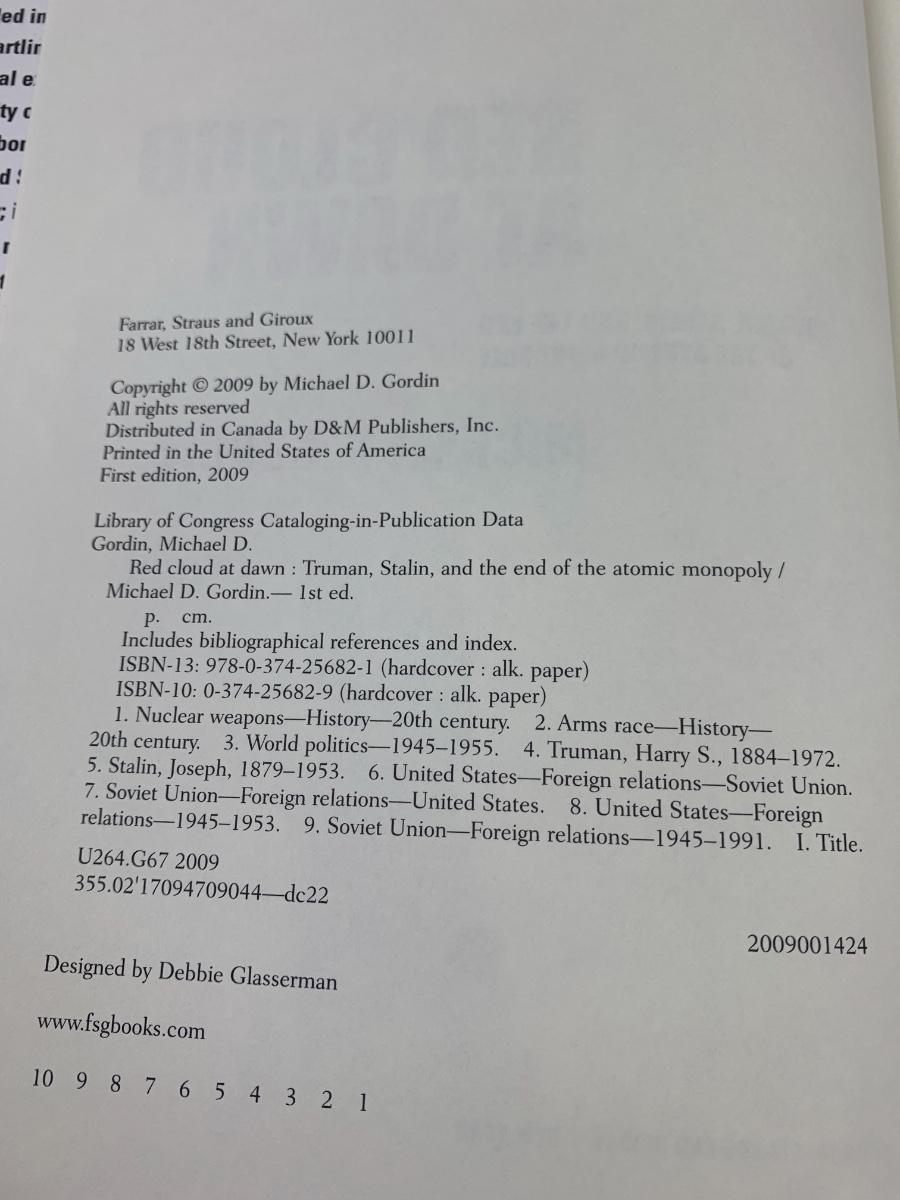 Farrar, Straus and Giroux
18 West 18th Street, New York 10011
Copyright © 2009 by Michael D. Gordin
All rights reserved
Distributed in Canada by D&M Publishers, Inc.
Printed in the United States of America
First edition, 2009
Library of Congress Cataloging-in-Publication Data
Gordin, Michael D.
Red cloud at dawn : Truman, Stalin, and the end of the atomic monopoly /
Michael D. Gordin.— 1st ed.
p. cm.
Includes bibliographical references and index.
ISBN-13: 978-0-374-25682-1 (hardcover : alk. paper)
ISBN-10: 0-374-25682-9 (hardcover : alk. paper)
1. Nuclear weapons—History—20th century. 2. Arms race—History—
20th century. 3. World politics—1945–1955. 4. Truman, Harry S., 1884–1972.
5. Stalin, Joseph, 1879–1953. 6. United States—Foreign relations—Soviet Union.
7. Soviet Union—Foreign relations—United States. 8. United States—Foreign
relations—1945–1953. 9. Soviet Union—Foreign relations—1945–1991. I. Title.
U264.G67 2009
355.02'17094709044—dc22
2009001424
Designed by Debbie Glasserman
www.fsgbooks.com
10 9 8 7 6 5 4 3 2 1